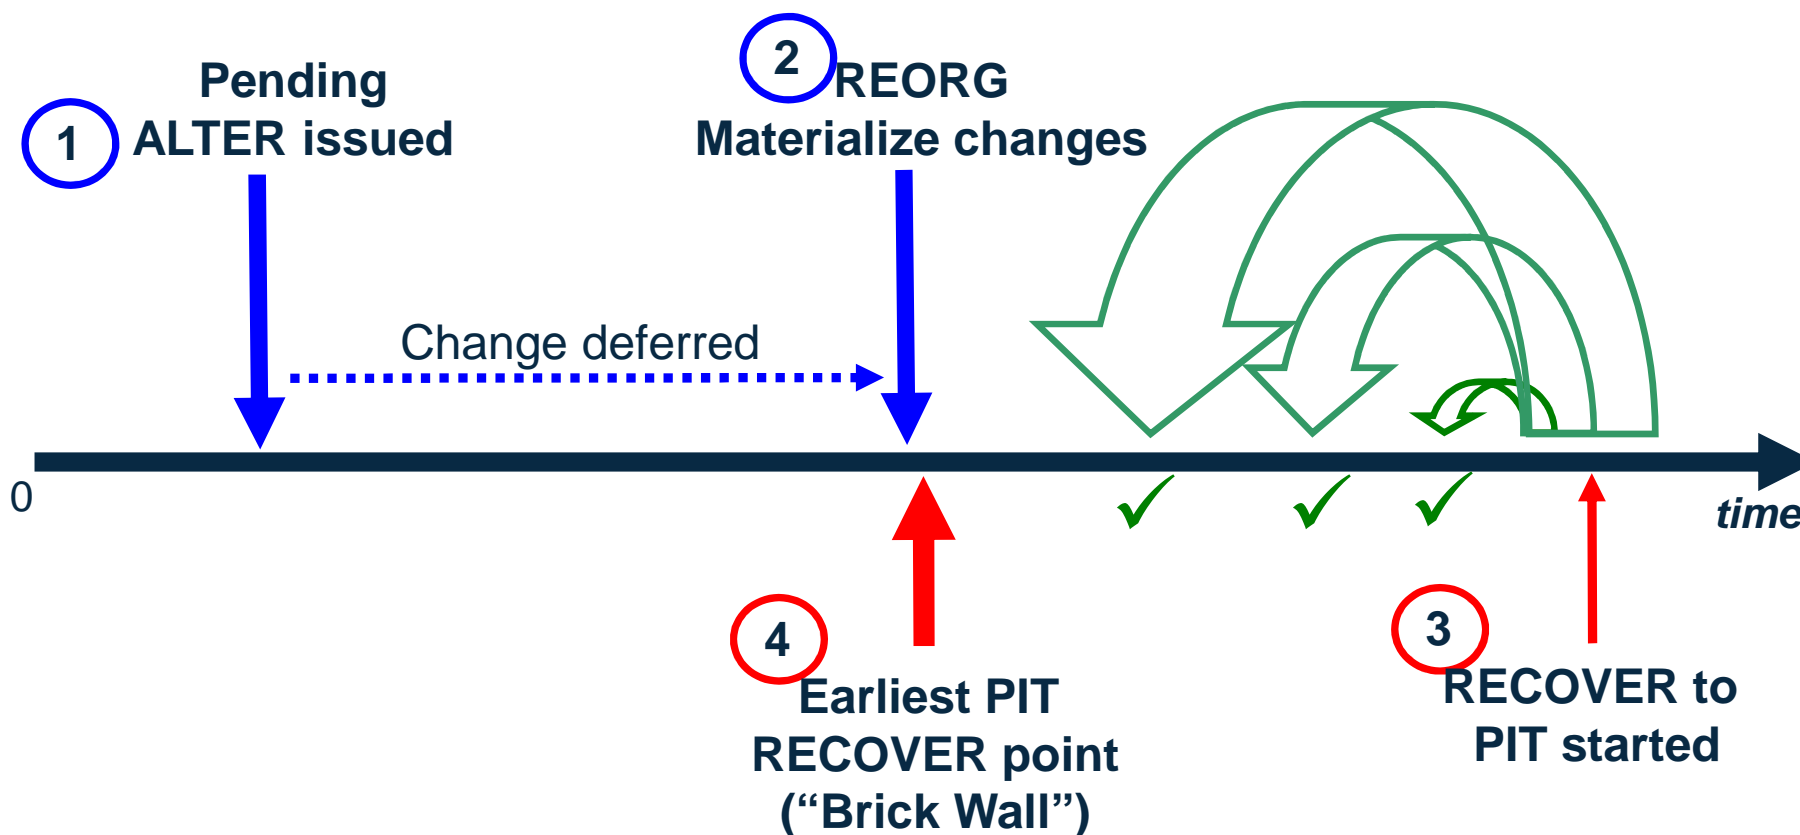 1
Pending
ALTER issued
2
REORG
Materialize changes
Change deferred
0
time
4
Earliest PIT
RECOVER point
(“Brick Wall”)
3
RECOVER to
PIT started